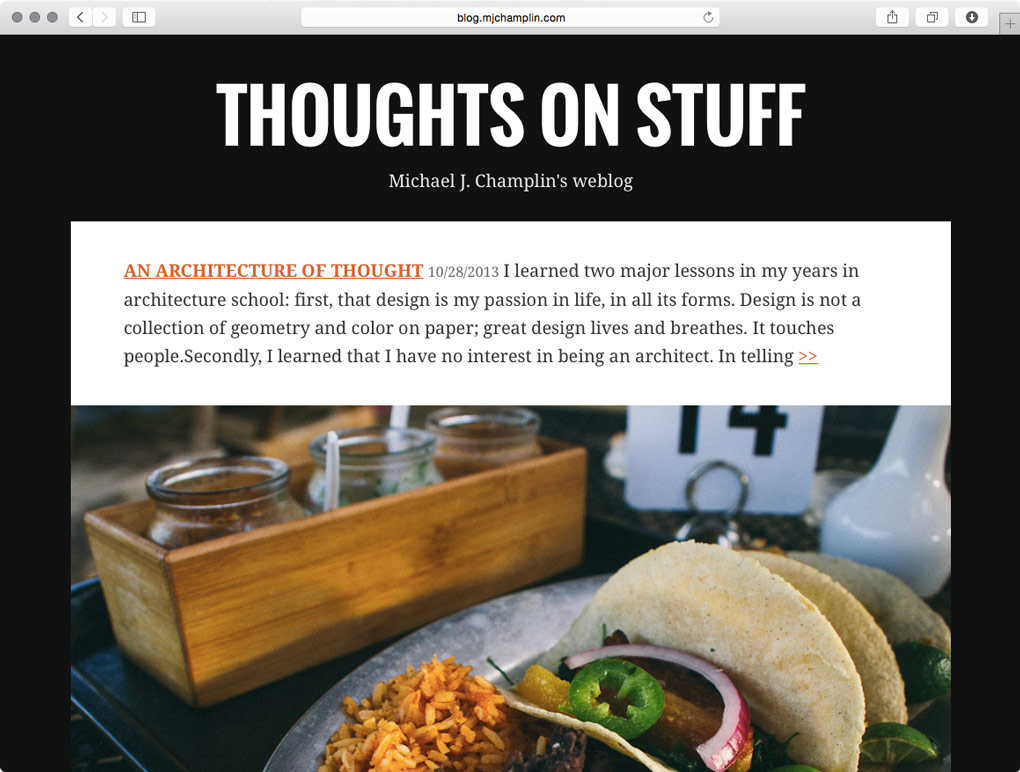 blog.mjchamplin.com
THOUGHTS ON STUFF
Michael J. Champlin's weblog
AN ARCHITECTURE OF THOUGHT 10/28/2013 I learned two major lessons in my years in
architecture school: first, that design is my passion in life, in all its forms. Design is not a
collection of geometry and color on paper; great design lives and breathes. It touches
people.Secondly, I learned that I have no interest in being an architect. In telling >>
14